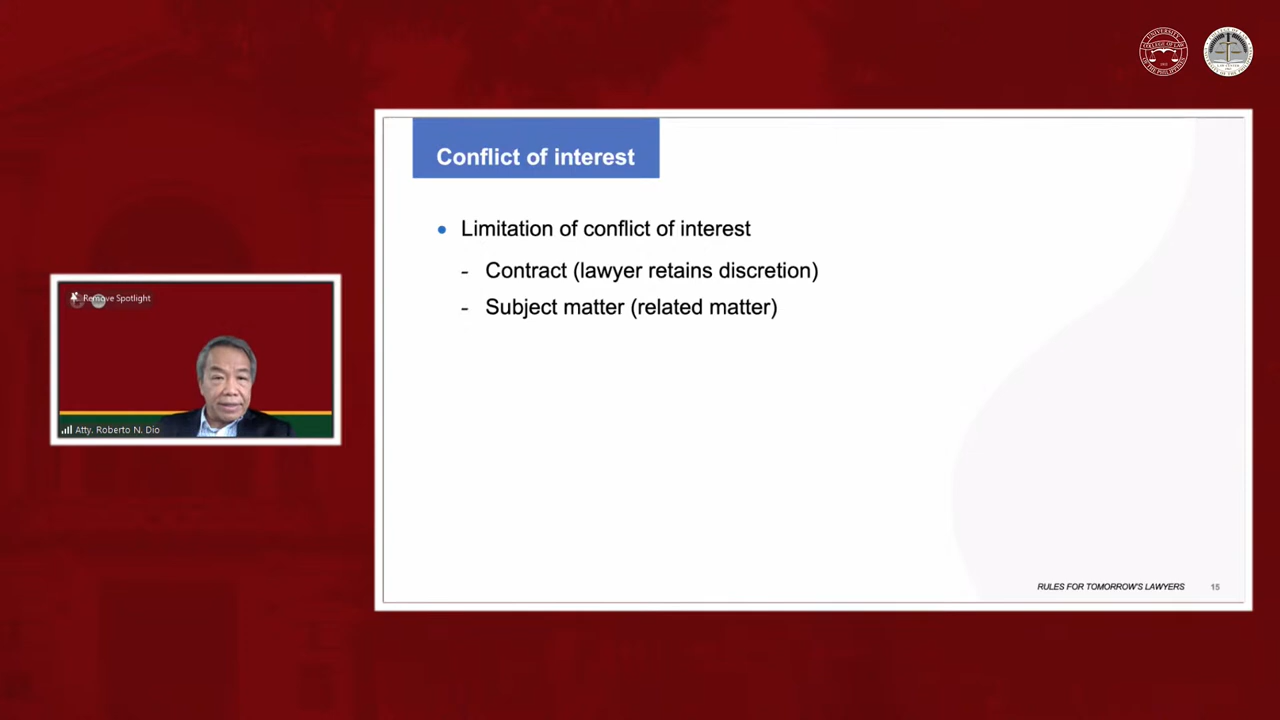 Conflict of interest
Limitation of conflict of interest
- Contract (lawyer retains discretion)
- Subject matter (related matter)
Remove Spotlight
Atty. Roberto N. Dio
RULES FOR TOMORROW'S LAWYERS 15